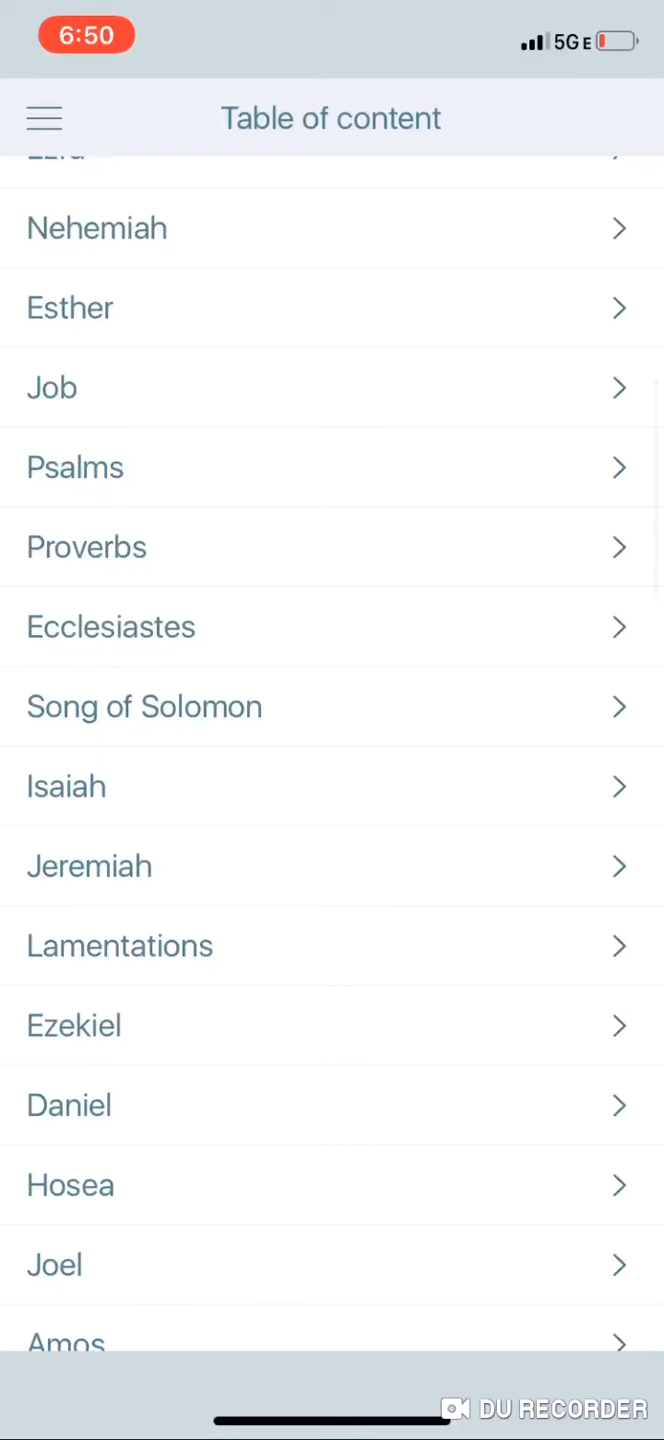 6:50
5GE
Table of content
Nehemiah
Esther
Job
Psalms
Proverbs
Ecclesiastes
Song of Solomon
Isaiah
Jeremiah
Lamentations
Ezekiel
Daniel
Hosea
Joel
Amos
DU RECORDER